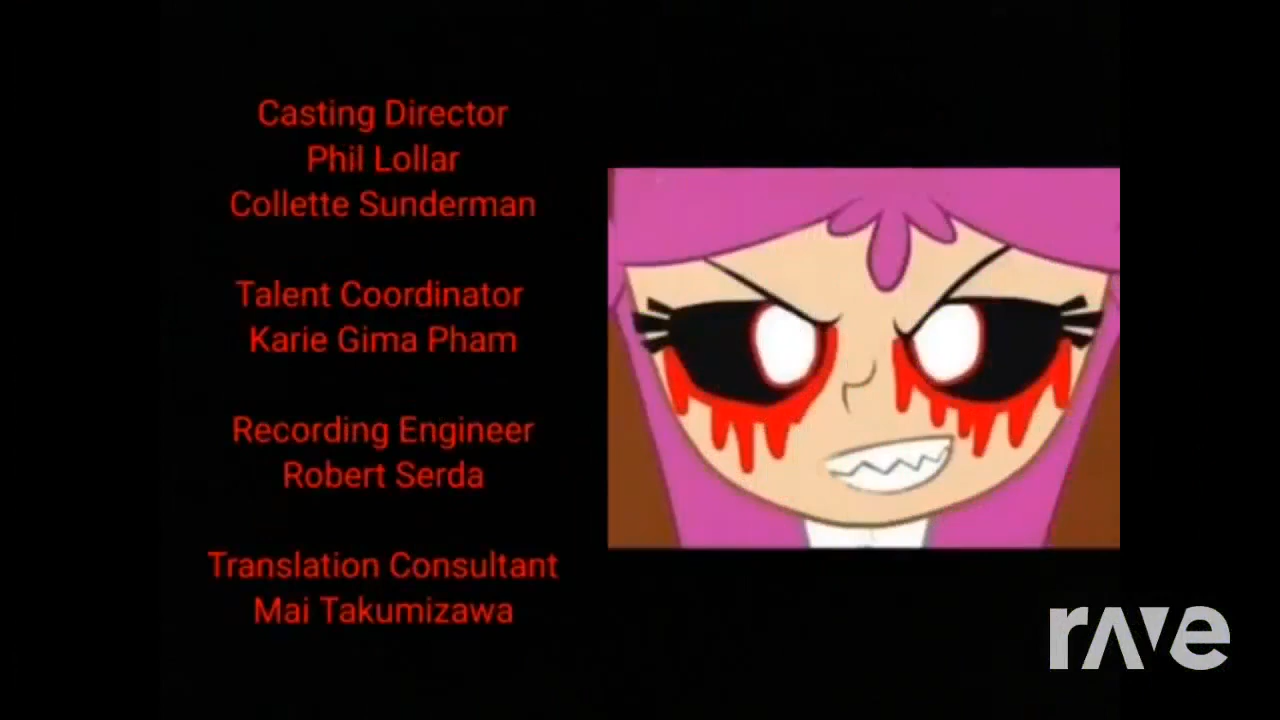 Casting Director
Phil Lollar
Collette Sunderman
Talent Coordinator
Karie Gima Pham
Recording Engineer
Robert Serda
Translation Consultant
Mai Takumizawa
rave